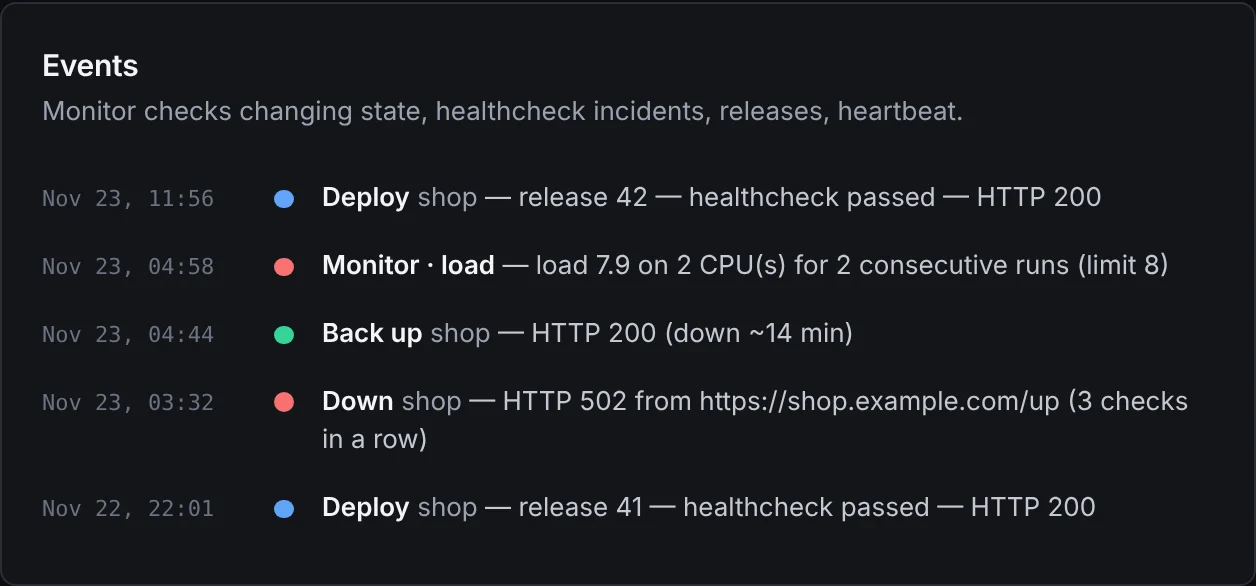 Events
Monitor checks changing state, healthcheck incidents, releases, heartbeat.
Nov 23, 11:56 Deploy shop — release 42 — healthcheck passed — HTTP 200
Nov 23, 04:58 Monitor · load — load 7.9 on 2 CPU(s) for 2 consecutive runs (limit 8)
Nov 23, 04:44 Back up shop — HTTP 200 (down ~14 min)
Nov 23, 03:32 Down shop — HTTP 502 from https://shop.example.com/up (3 checks
in a row)
Nov 22, 22:01 Deploy shop — release 41 — healthcheck passed — HTTP 200